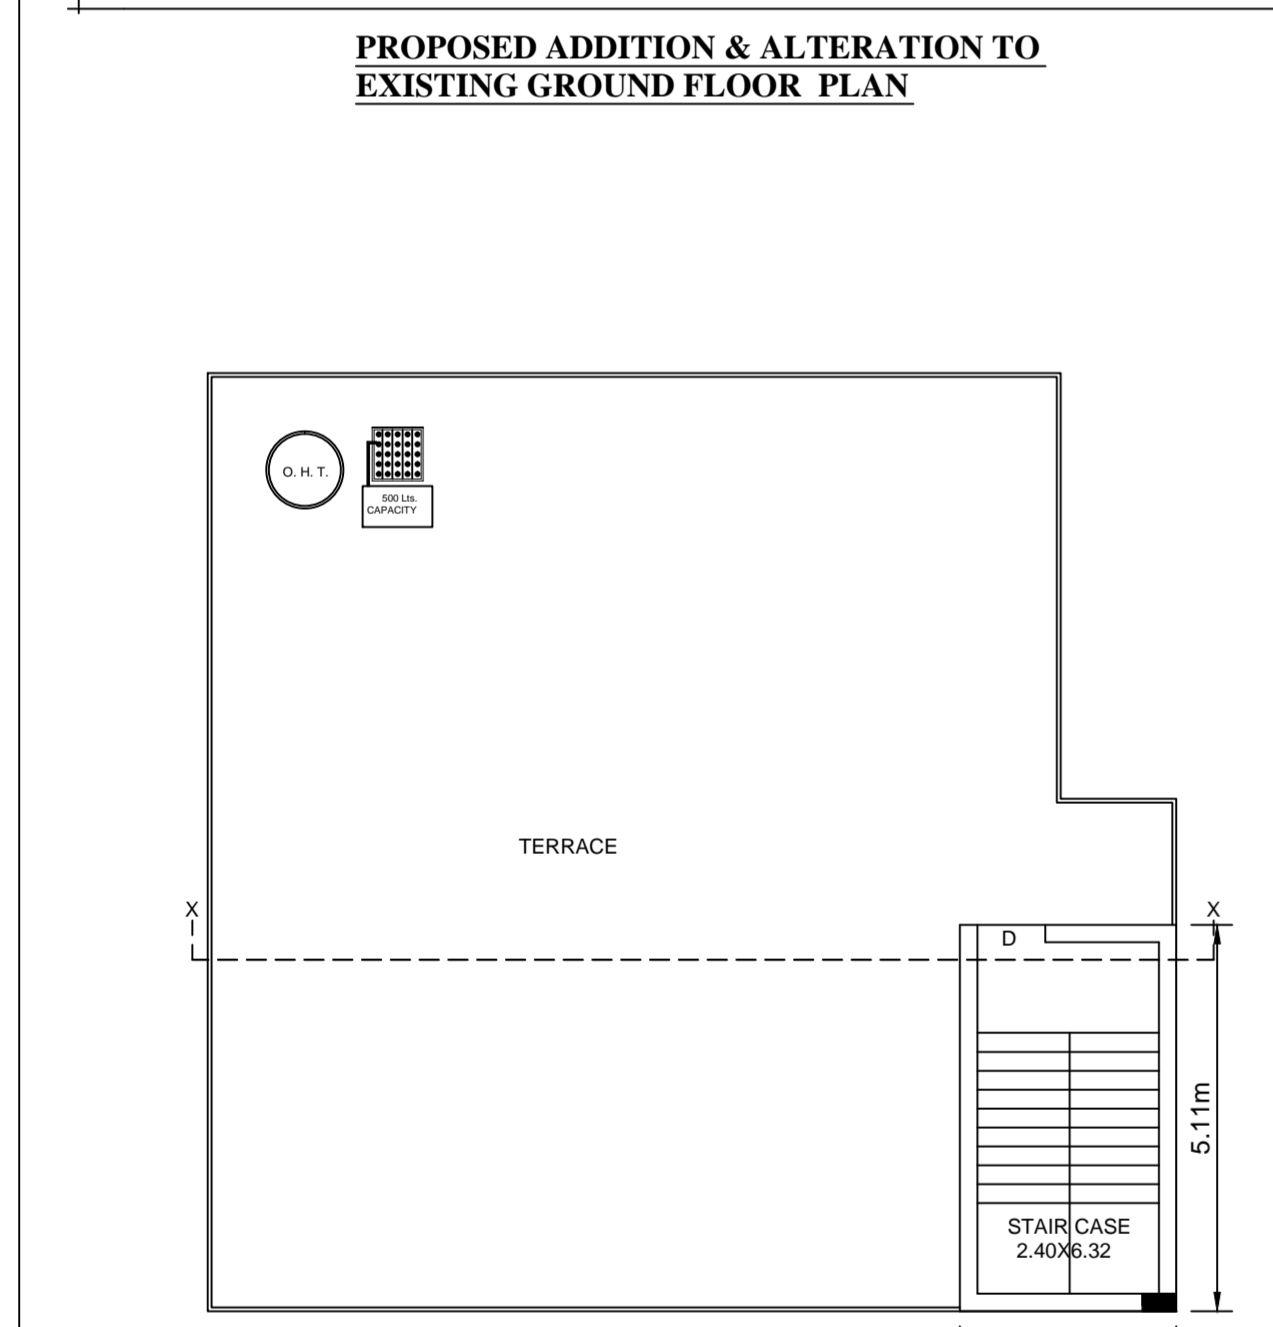 PROPOSED ADDITION & ALTERATION TO
EXISTING GROUND FLOOR PLAN
O. H. T.
500 Lts.
CAPACITY
TERRACE
X
X
D
5.11m
STAIR CASE
2.40X6.32